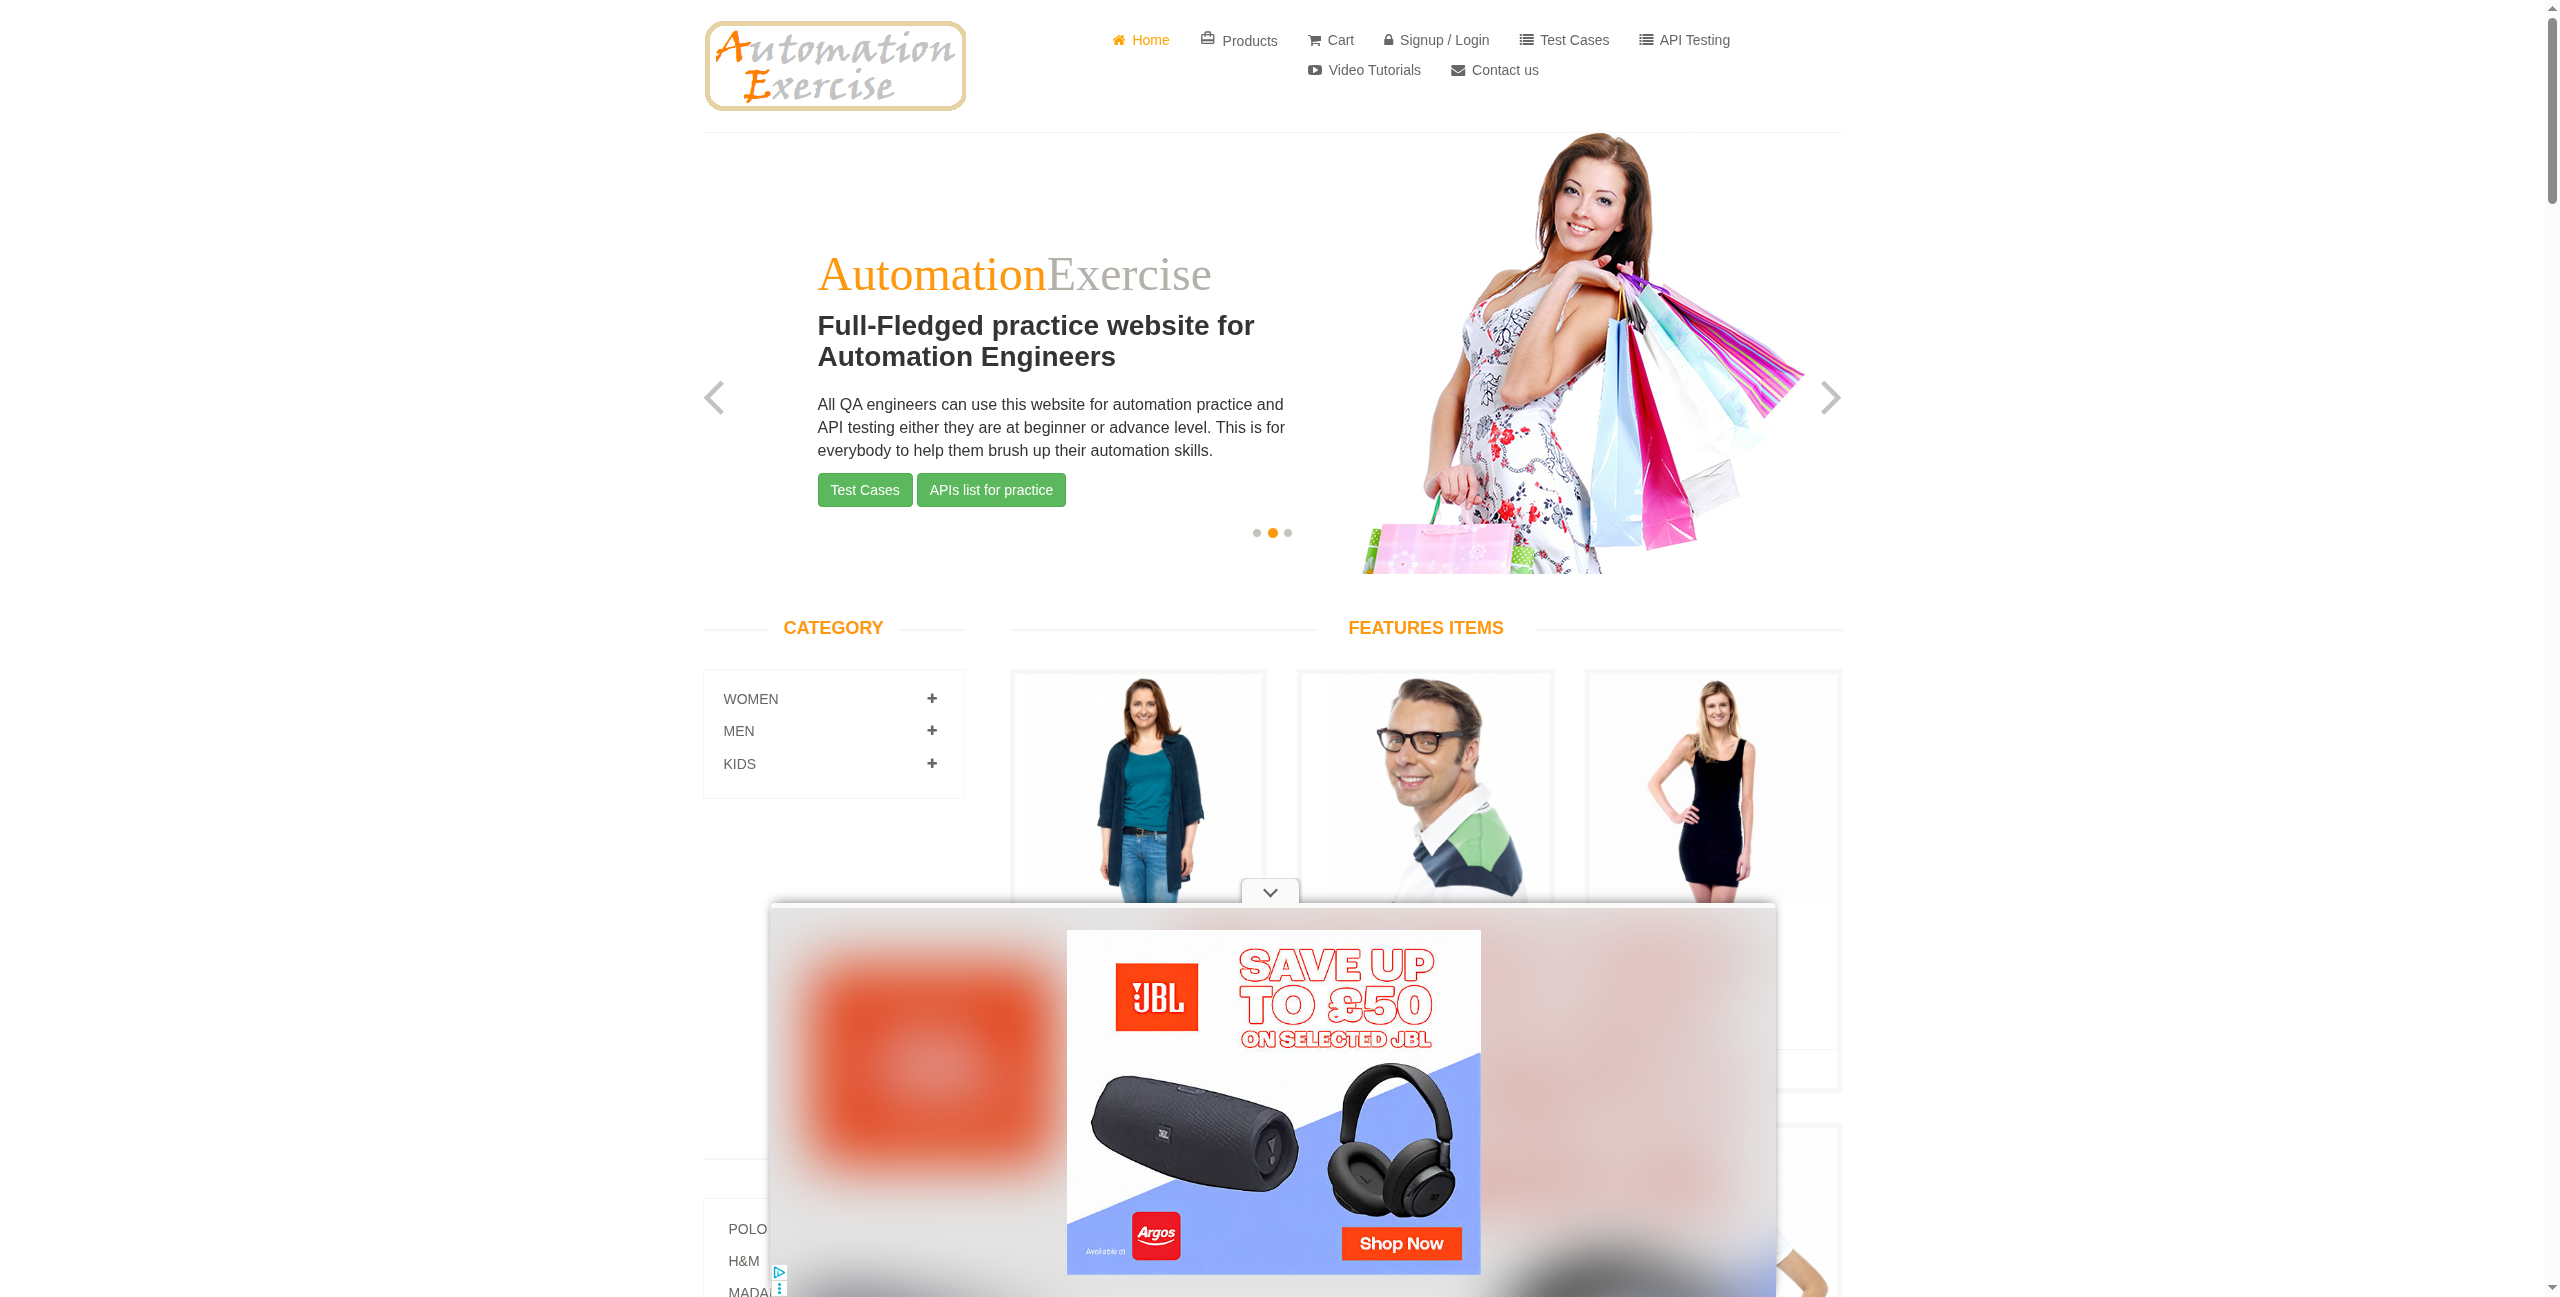 Automation
Exercise
Home
Products
Cart
Signup / Login
Test Cases
API Testing
Video Tutorials
Contact us
AutomationExercise
Full-Fledged practice website for
Automation Engineers
All QA engineers can use this website for automation practice and
API testing either they are at beginner or advance level. This is for
everybody to help them brush up their automation skills.
Test Cases
APIs list for practice
CATEGORY
FEATURES ITEMS
WOMEN
MEN
KIDS
JBL
SAVE UP
TO £50
ON SELECTED JBL
Available at
Argos
Shop Now
POLO
H&M